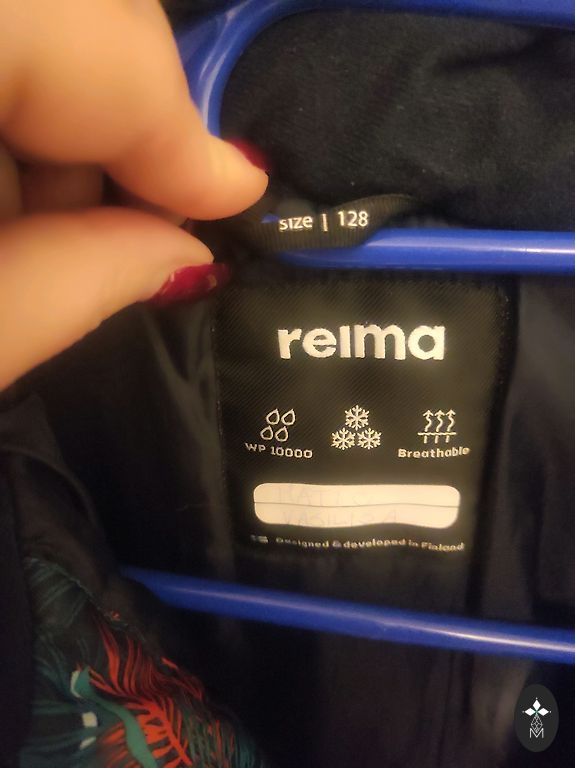 size | 128
reima
WP 10000
Breathable
Designed & developed in Finland
M